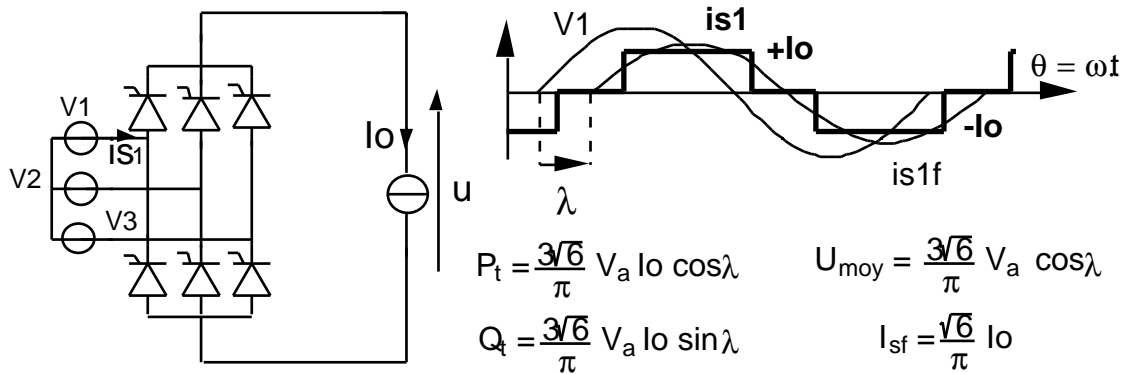 V1
is1
V2
V3
Io
u
V1
is1
+Io
θ = ωt
-Io
is1f
λ
Pt = 3√6/π Va Io cosλ
Umoy = 3√6/π Va cosλ
Qt = 3√6/π Va Io sinλ
Isf = √6/π Io